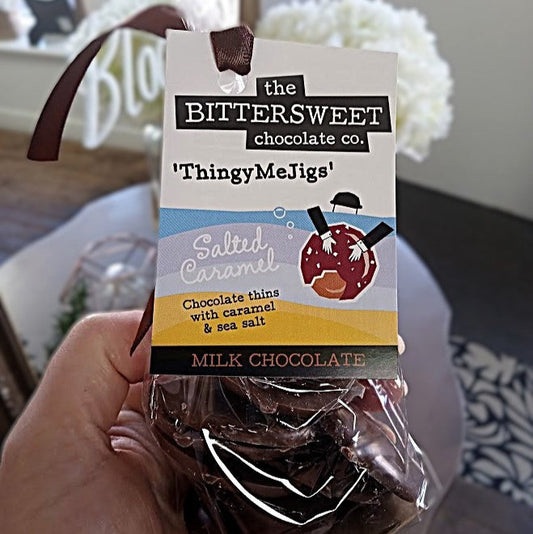 the
BITTERSWEET
chocolate co.
'ThingyMeJigs'
Salted
Caramel
Chocolate thins
with caramel
& sea salt
MILK CHOCOLATE